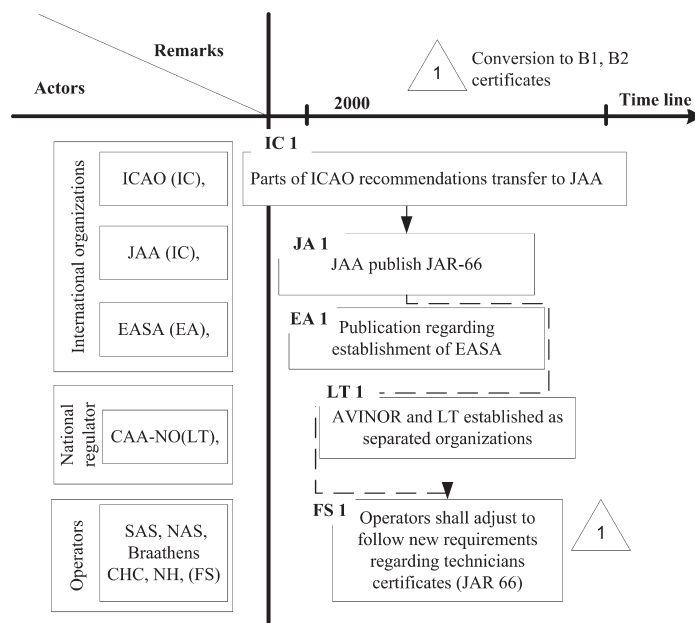 Remarks
Actors
1
Conversion to B1, B2
certificates
2000
Time line
International organizations
ICAO (IC),
JAA (IC),
EASA (EA),
National
regulator
CAA-NO(LT),
Operators
SAS, NAS,
Braathens
CHC, NH, (FS)
IC 1
Parts of ICAO recommendations transfer to JAA
JA 1
JAA publish JAR-66
EA 1
Publication regarding
establishment of EASA
LT 1
AVINOR and LT established as
separated organizations
FS 1
Operators shall adjust to
follow new requirements
regarding technicians
certificates (JAR 66)
1